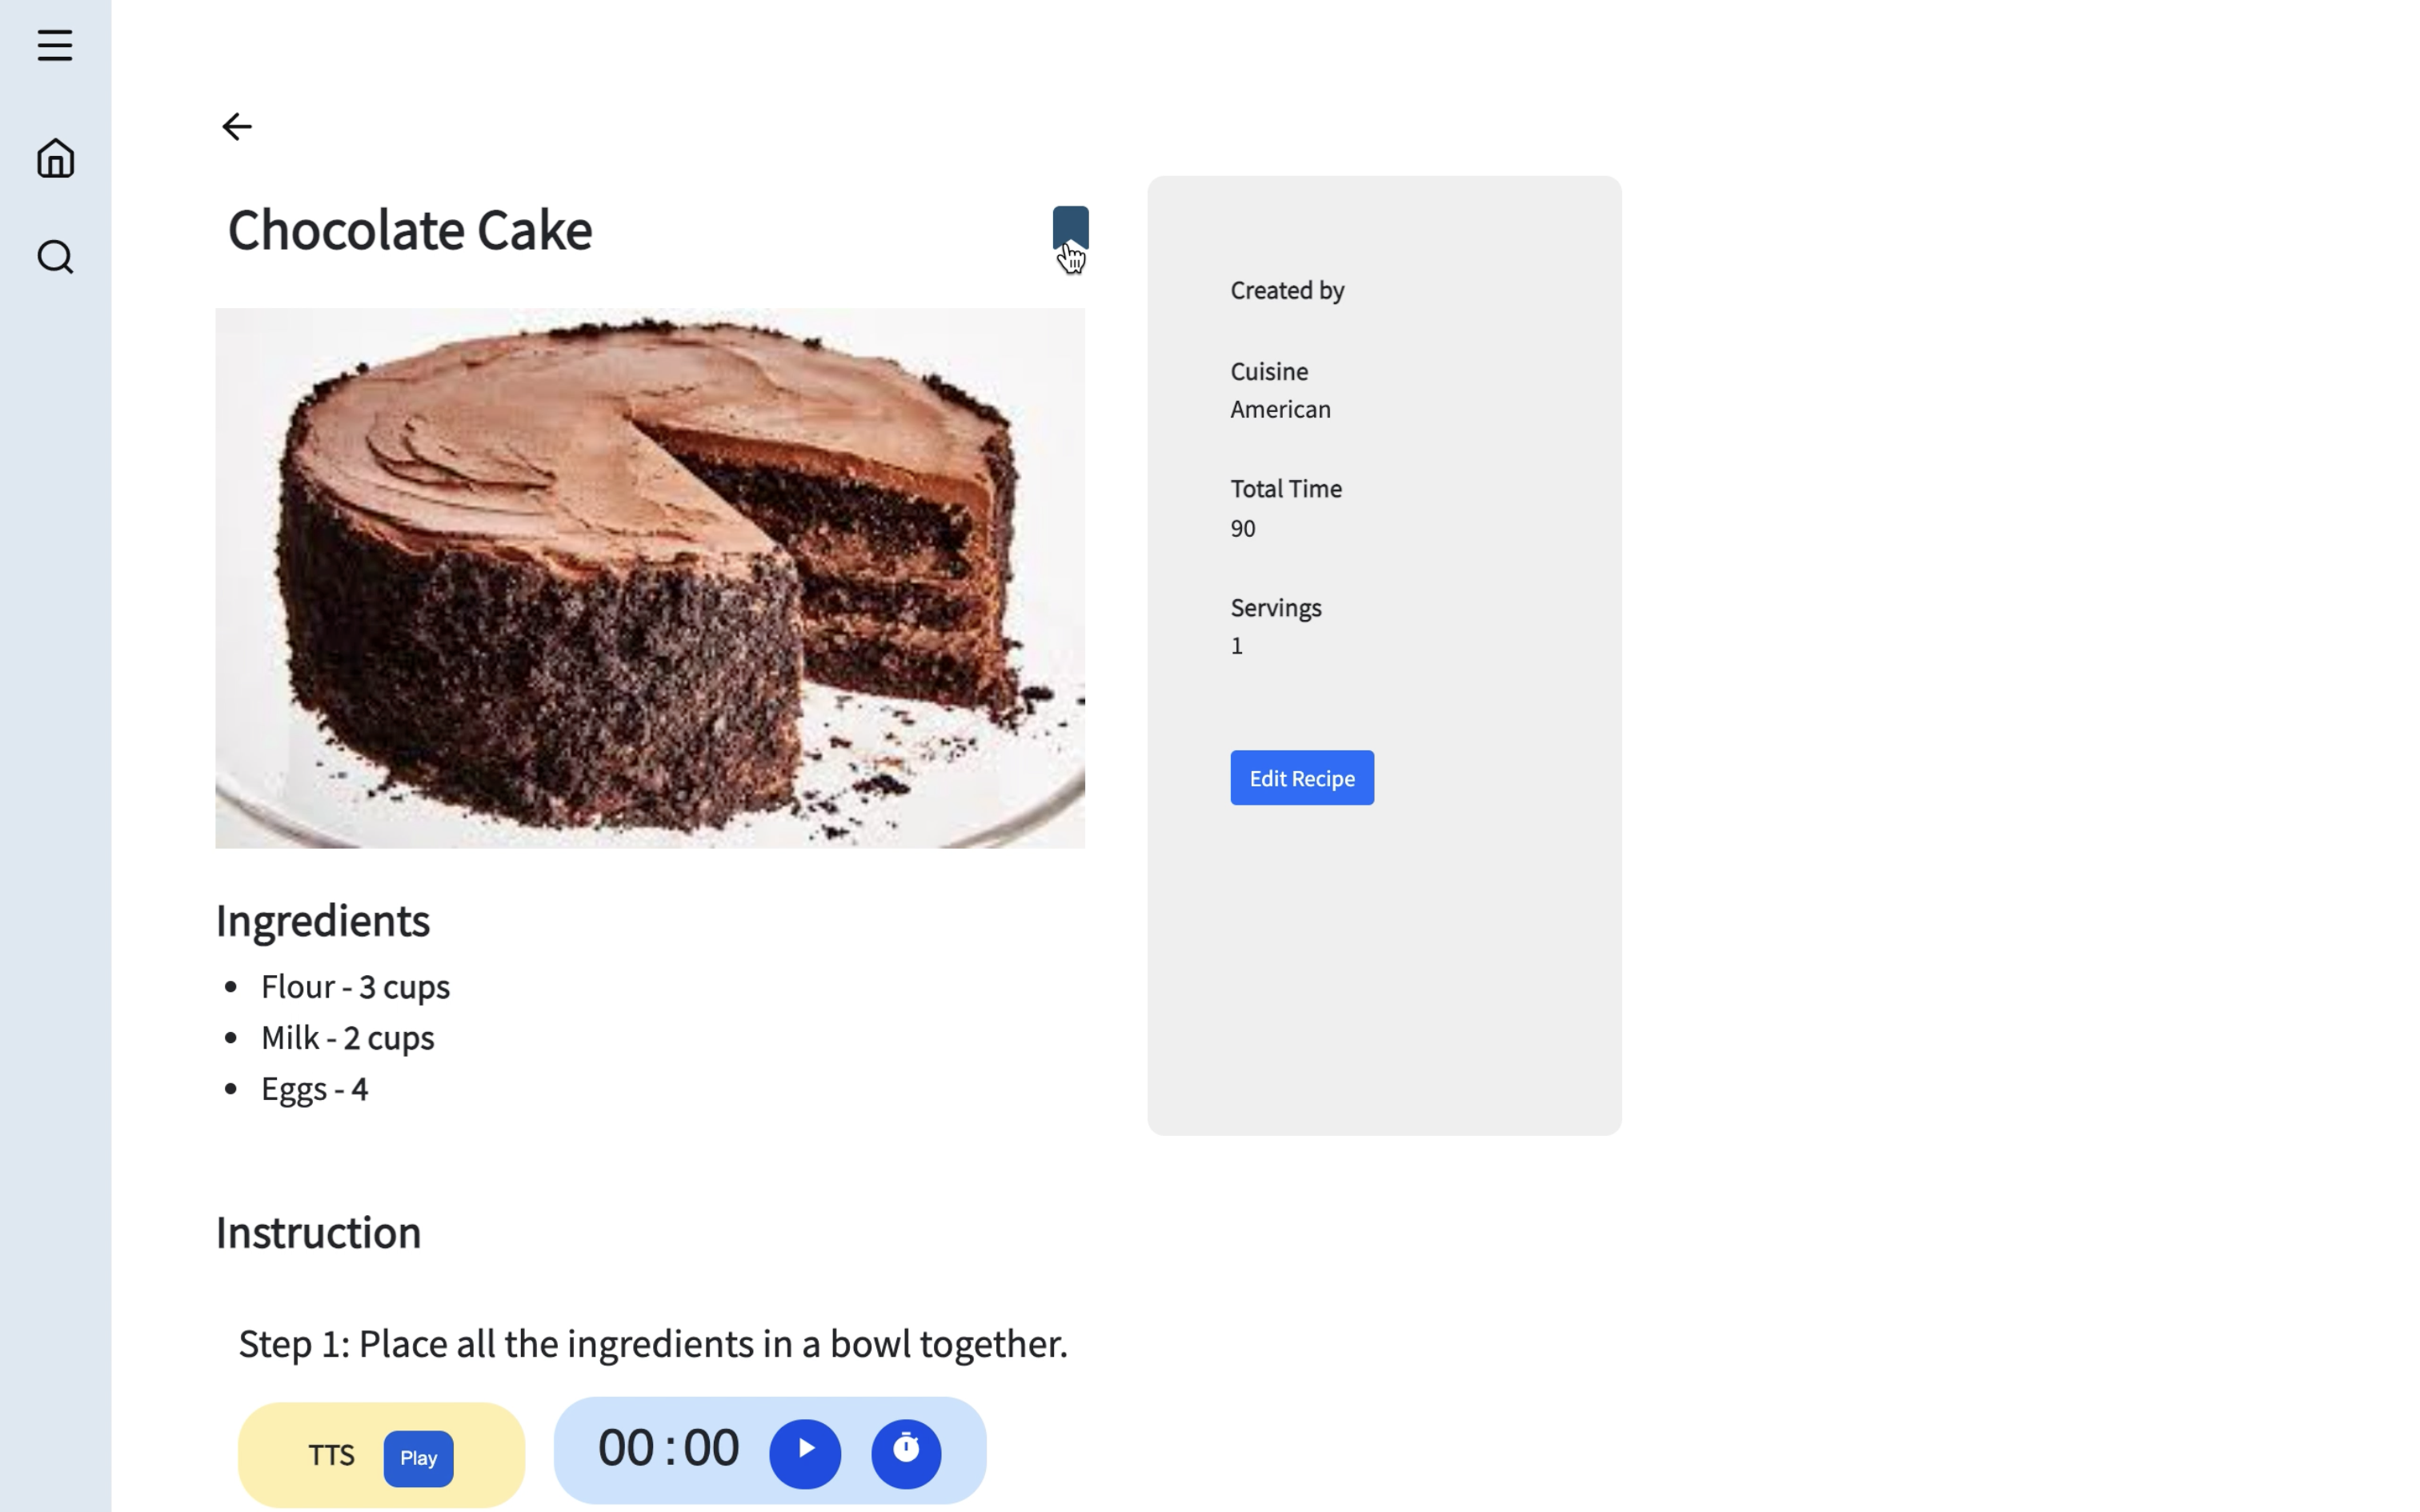 Chocolate Cake
Created by
Cuisine
American
Total Time
90
Servings
1
Edit Recipe
Ingredients
Flour - 3 cups
Milk - 2 cups
Eggs - 4
Instruction
Step 1: Place all the ingredients in a bowl together.
TTS Play 00:00